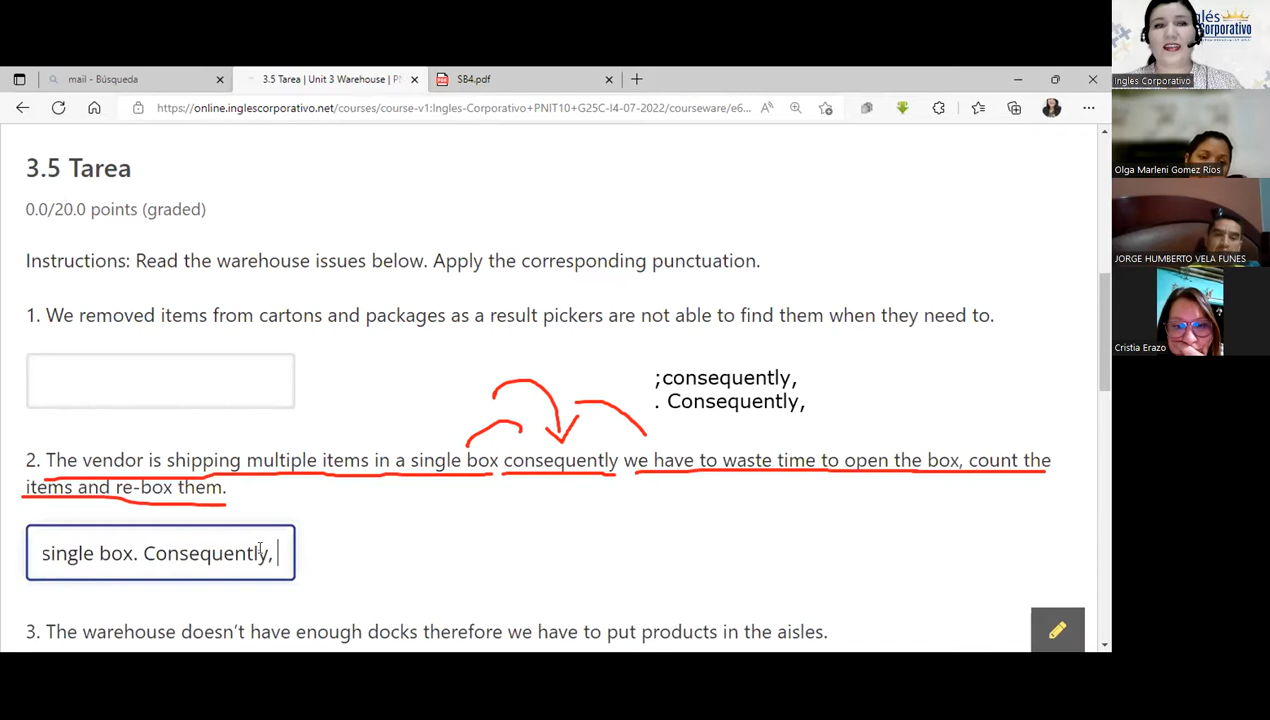 mail - Búsqueda
3.5 Tarea | Unit 3 Warehouse | PN
SB4.pdf
https://online.inglescorporativo.net/courses/course-v1:Ingles-Corporativo+PNIT10+G25C-I4-07-2022/courseware/e6...
3.5 Tarea
0.0/20.0 points (graded)
Instructions: Read the warehouse issues below. Apply the corresponding punctuation.
1. We removed items from cartons and packages as a result pickers are not able to find them when they need to.
;consequently,
. Consequently,
2. The vendor is shipping multiple items in a single box consequently we have to waste time to open the box, count the
items and re-box them.
single box. Consequently,
3. The warehouse doesn't have enough docks therefore we have to put products in the aisles.
Corporativo
Ingles Corporativo
Olga Marleni Gomez Rios
JORGE HUMBERTO VELA FUNES
Cristia Erazo